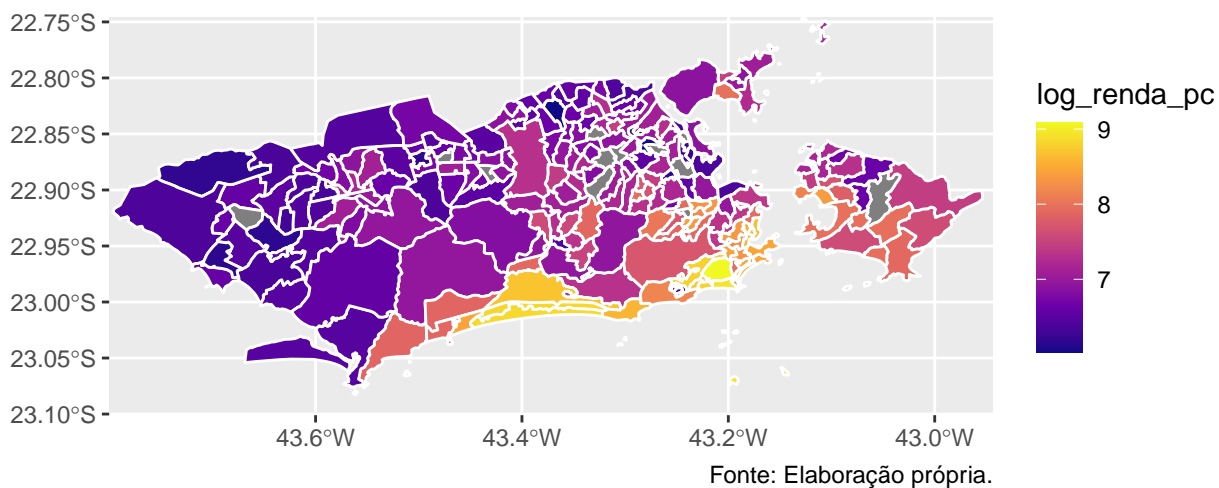 22.75°S
22.80°S
22.85°S
22.90°S
22.95°S
23.00°S
23.05°S
23.10°S
43.6°W 43.4°W 43.2°W 43.0°W
log_renda_pc
9
8
7
Fonte: Elaboração própria.